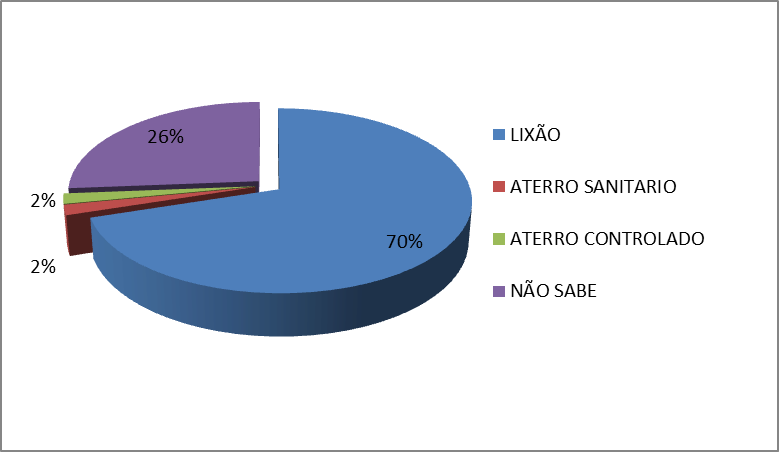 26%
2%
2%
70%
LIXÃO
ATERRO SANITARIO
ATERRO CONTROLADO
NÃO SABE